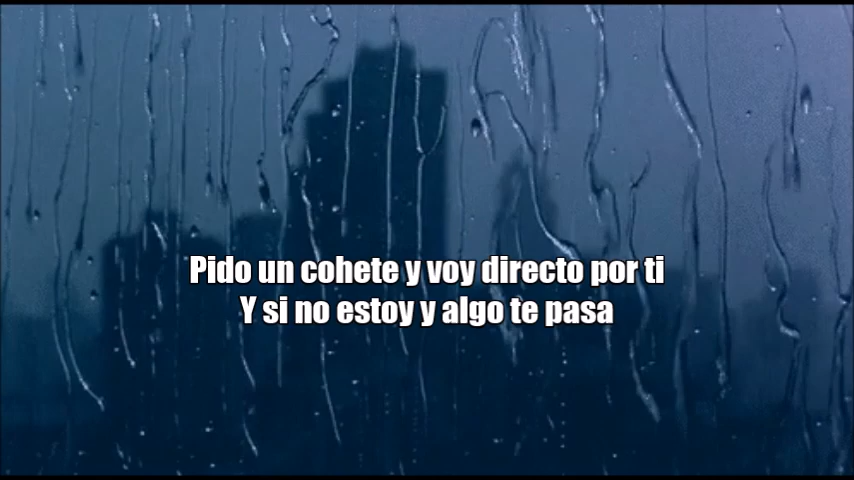 Pido un cohete y voy directo por ti
Y si no estoy y algo te pasa